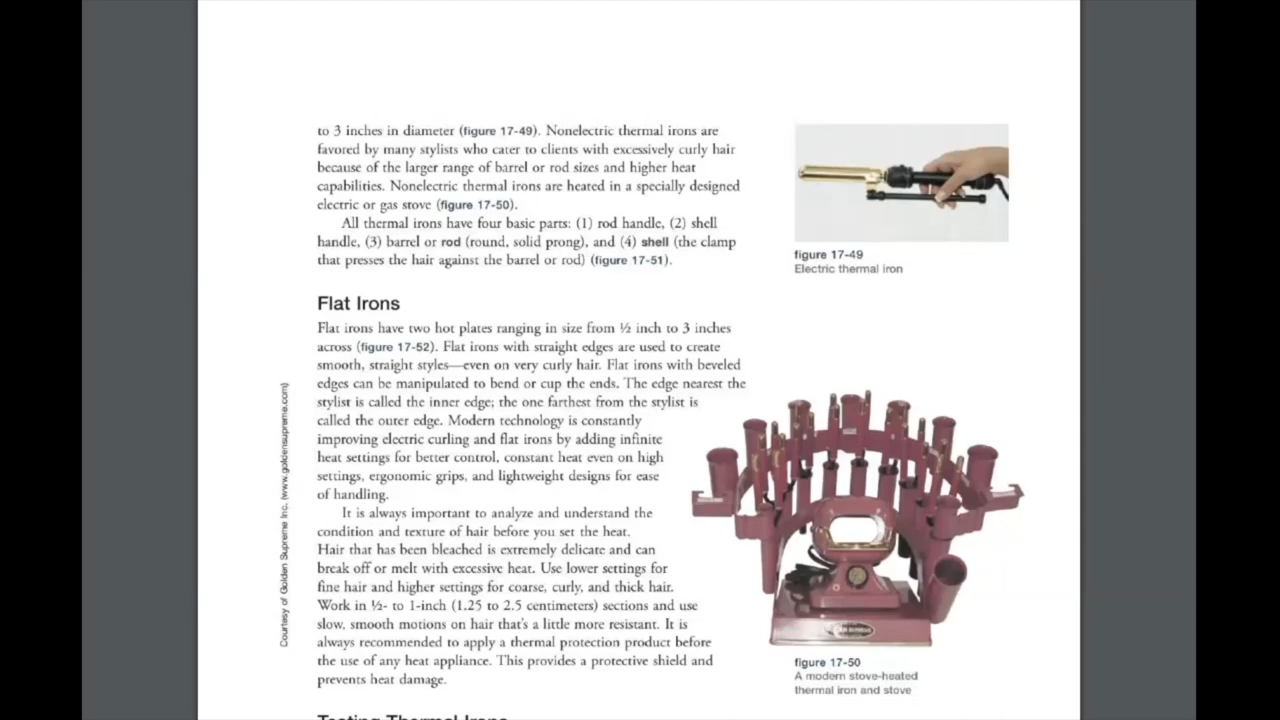 to 3 inches in diameter (figure 17-49). Nonelectric thermal irons are
favored by many stylists who cater to clients with excessively curly hair
because of the larger range of barrel or rod sizes and higher heat
capabilities. Nonelectric thermal irons are heated in a specially designed
electric or gas stove (figure 17-50).
All thermal irons have four basic parts: (1) rod handle, (2) shell
handle, (3) barrel or rod (round, solid prong), and (4) shell (the clamp
that presses the hair against the barrel or rod) (figure 17-51).
Flat Irons
Flat irons have two hot plates ranging in size from ½ inch to 3 inches
across (figure 17-52). Flat irons with straight edges are used to create
smooth, straight styles—even on very curly hair. Flat irons with beveled
edges can be manipulated to bend or cup the ends. The edge nearest the
stylist is called the inner edge; the one farthest from the stylist is
called the outer edge. Modern technology is constantly
improving electric curling and flat irons by adding infinite
heat settings for better control, constant heat even on high
settings, ergonomic grips, and lightweight designs for ease
of handling.
It is always important to analyze and understand the
condition and texture of hair before you set the heat.
Hair that has been bleached is extremely delicate and can
break off or melt with excessive heat. Use lower settings for
fine hair and higher settings for coarse, curly, and thick hair.
Work in ½- to 1-inch (1.25 to 2.5 centimeters) sections and use
slow, smooth motions on hair that's a little more resistant. It is
always recommended to apply a thermal protection product before
the use of any heat appliance. This provides a protective shield and
prevents heat damage.
Testing Thermal Irons
figure 17-49
Electric thermal iron
figure 17-50
A modern stove-heated
thermal iron and stove
Courtesy of Golden Supreme Inc. (www.goldensupreme.com)